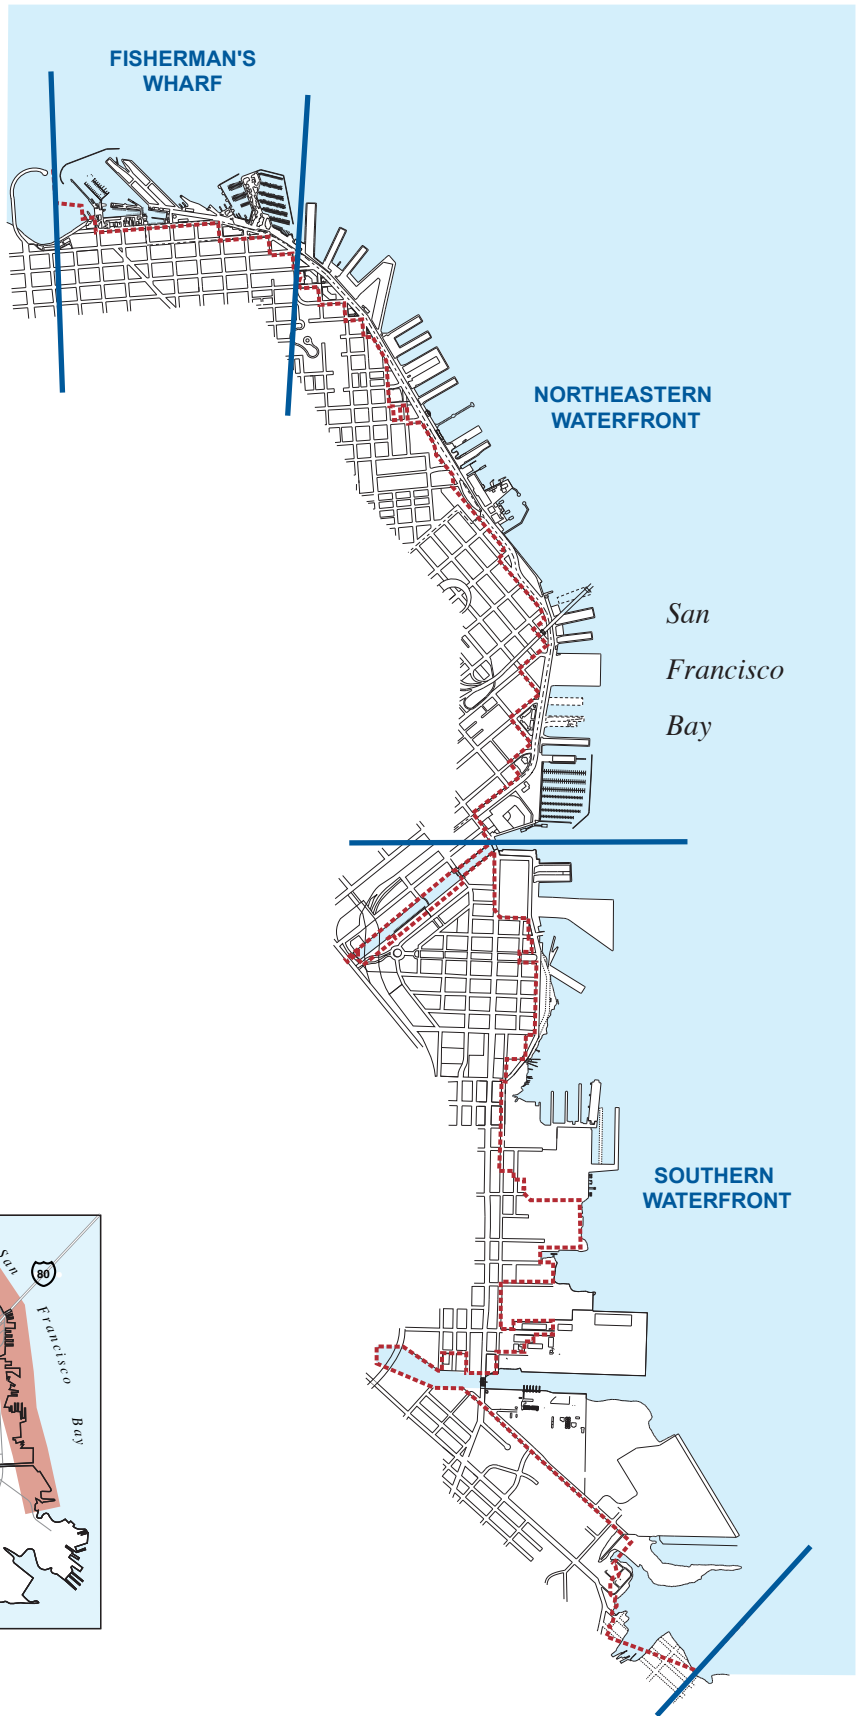 FISHERMAN'S
WHARF
NORTHEASTERN
WATERFRONT
San
Francisco
Bay
SOUTHERN
WATERFRONT
80
San
Francisco
Bay